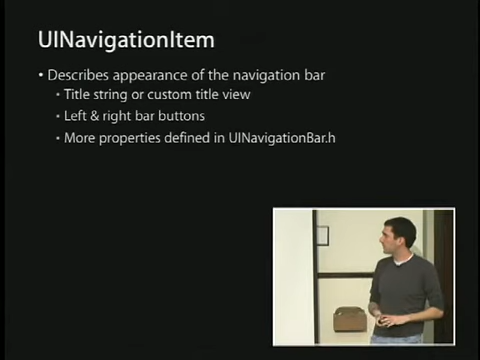 UINavigationItem
• Describes appearance of the navigation bar
• Title string or custom title view
• Left & right bar buttons
• More properties defined in UINavigationBar.h